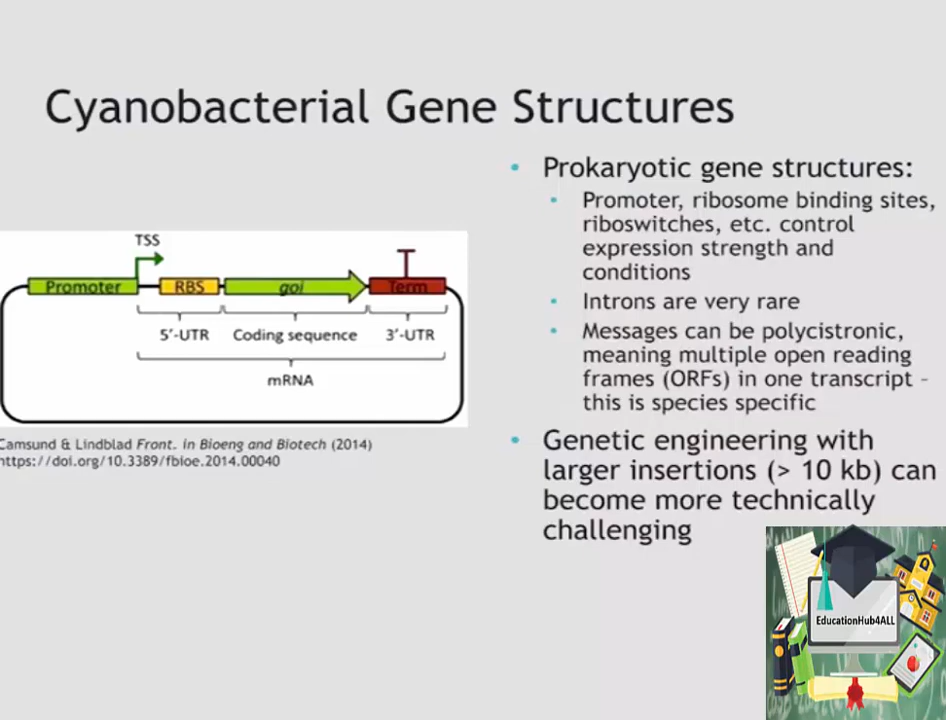 Cyanobacterial Gene Structures
TSS
Promoter RBS goi Term
5'-UTR Coding sequence 3'-UTR
mRNA
Camsund & Lindblad Front. in Bioeng and Biotech (2014)
https://doi.org/10.3389/fbioe.2014.00040
• Prokaryotic gene structures:
• Promoter, ribosome binding sites,
riboswitches, etc. control
expression strength and
conditions
• Introns are very rare
• Messages can be polycistronic,
meaning multiple open reading
frames (ORFs) in one transcript –
this is species specific
• Genetic engineering with
larger insertions (> 10 kb) can
become more technically
challenging
EducationHub4ALL